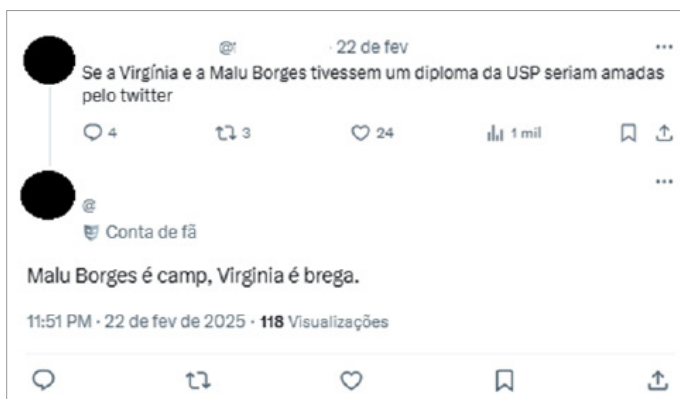 @ · 22 de fev
Se a Virgínia e a Malu Borges tivessem um diploma da USP seriam amadas
pelo twitter
4 3 24 1 mil
@
Conta de fã
Malu Borges é camp, Virginia é brega.
11:51 PM · 22 de fev de 2025 · 118 Visualizações